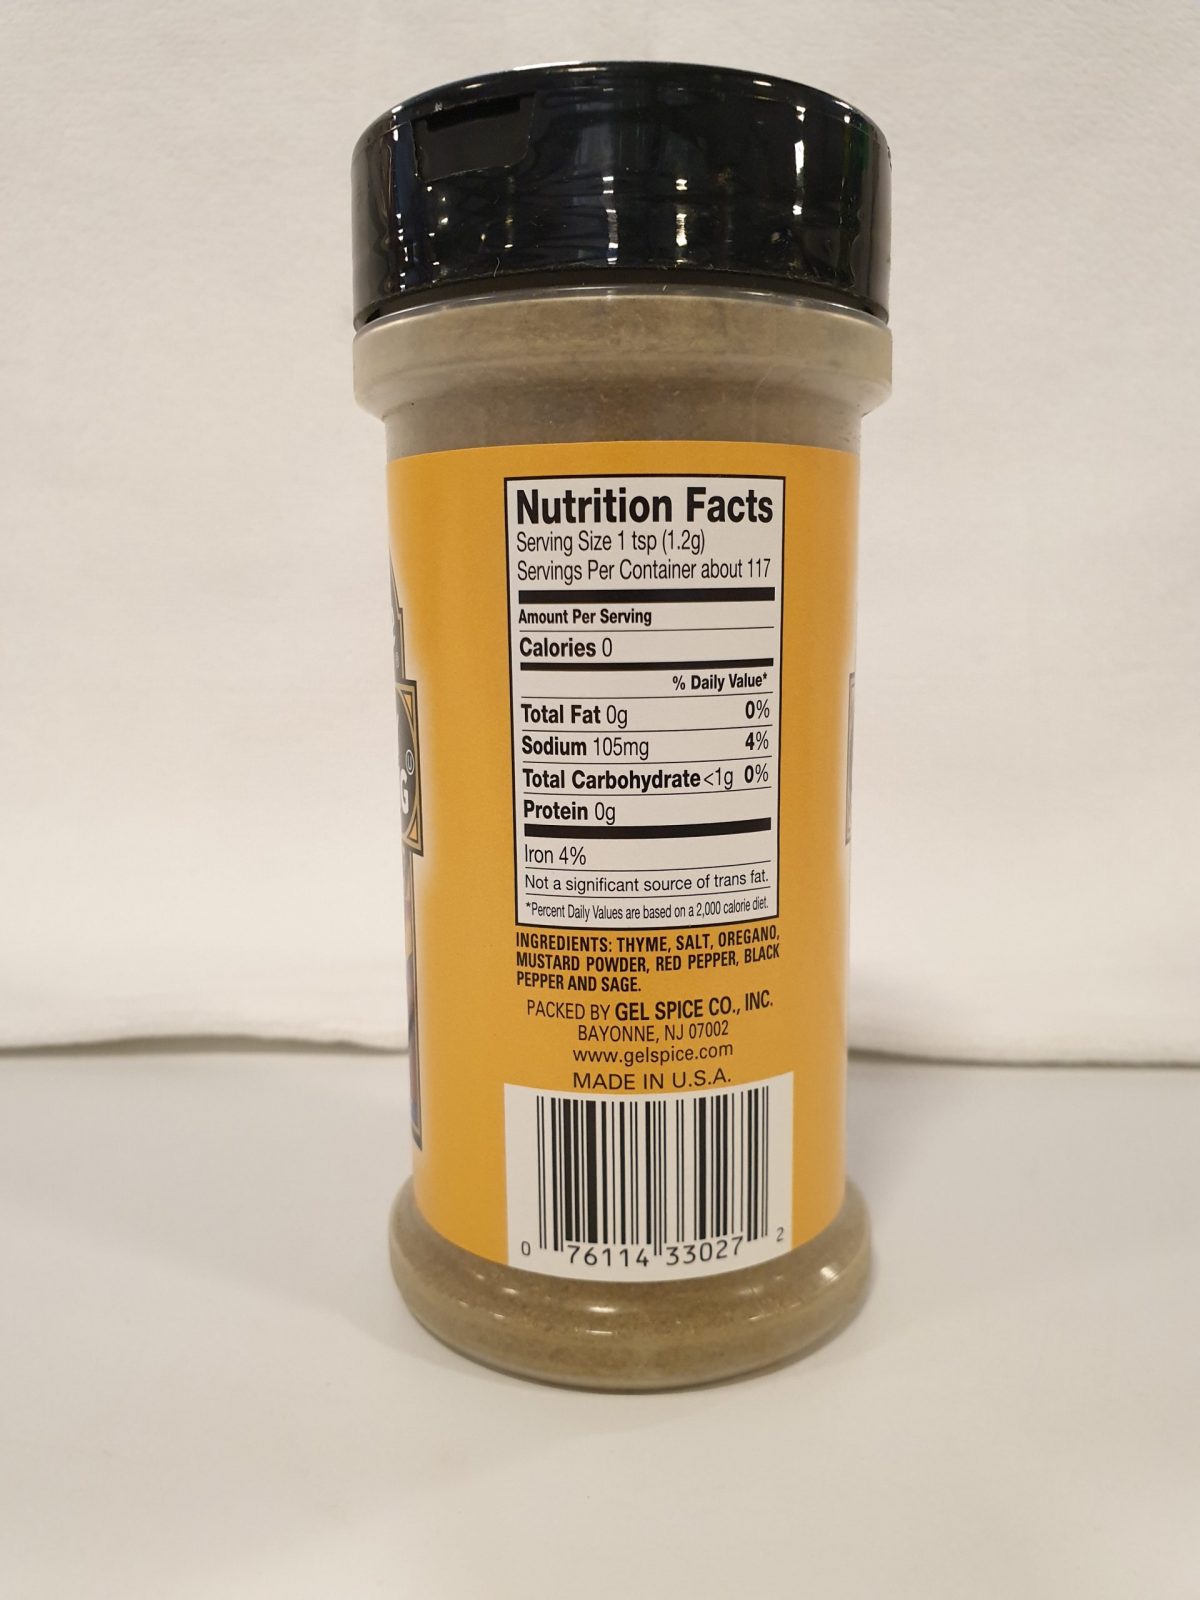 Nutrition Facts
Serving Size 1 tsp (1.2g)
Servings Per Container about 117
Amount Per Serving
Calories 0
% Daily Value*
Total Fat 0g 0%
Sodium 105mg 4%
Total Carbohydrate <1g 0%
Protein 0g
Iron 4%
Not a significant source of trans fat.
*Percent Daily Values are based on a 2,000 calorie diet.
INGREDIENTS: THYME, SALT, OREGANO,
MUSTARD POWDER, RED PEPPER, BLACK
PEPPER AND SAGE.
PACKED BY GEL SPICE CO., INC.
BAYONNE, NJ 07002
www.gelspice.com
MADE IN U.S.A.
0 76114 33027 2